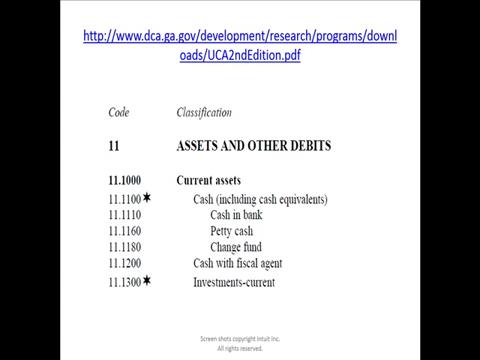 http://www.dca.ga.gov/development/research/programs/downl
oads/UCA2ndEdition.pdf
Code Classification
11 ASSETS AND OTHER DEBITS
11.1000 Current assets
11.1100★ Cash (including cash equivalents)
11.1110 Cash in bank
11.1160 Petty cash
11.1180 Change fund
11.1200 Cash with fiscal agent
11.1300★ Investments-current
Screen shots copyright Intuit Inc.
All rights reserved.